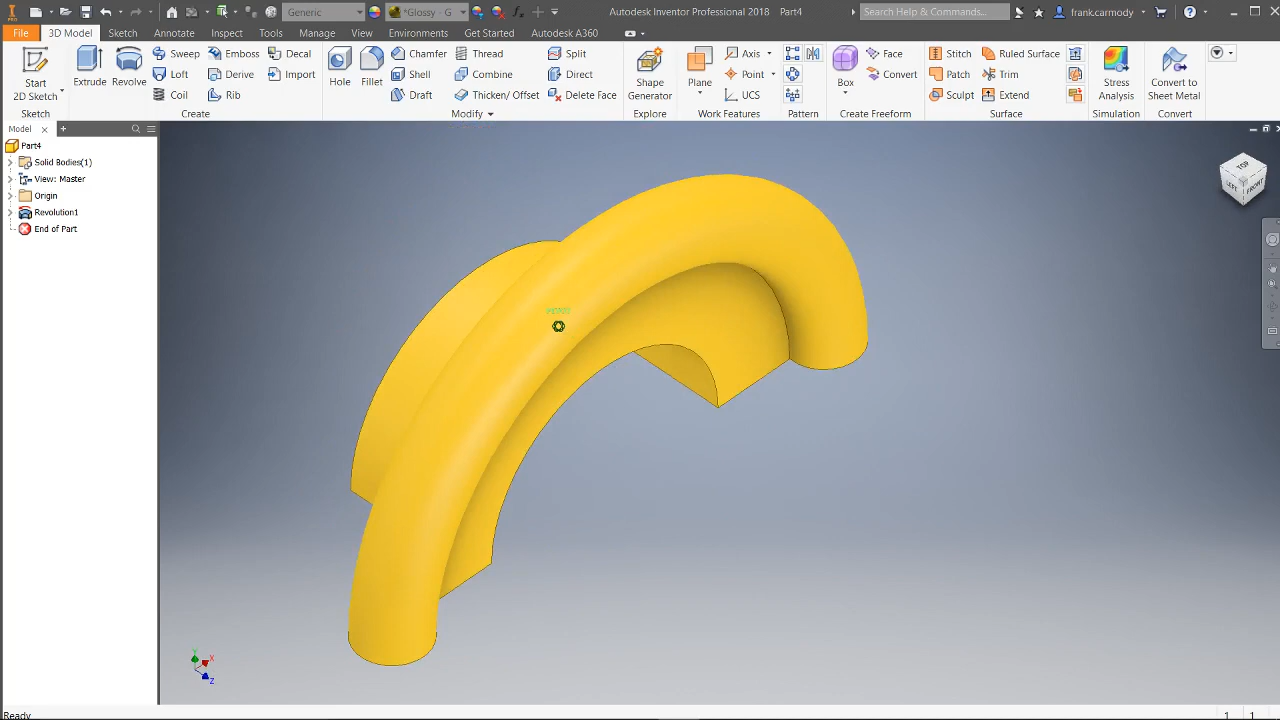 PRO
Generic
*Glossy - G
Autodesk Inventor Professional 2018 Part4
Search Help & Commands...
frank.carmody
File
3D Model
Sketch
Annotate
Inspect
Tools
Manage
View
Environments
Get Started
Autodesk A360
Start
2D Sketch
Sketch
Extrude
Revolve
Sweep
Emboss
Decal
Loft
Derive
Import
Coil
Rib
Create
Hole
Fillet
Chamfer
Thread
Split
Shell
Combine
Direct
Draft
Thicken/ Offset
Delete Face
Modify
Shape
Generator
Explore
Plane
Axis
Point
UCS
Work Features
Pattern
Box
Face
Convert
Create Freeform
Stitch
Ruled Surface
Patch
Trim
Sculpt
Extend
Surface
Stress
Analysis
Simulation
Convert to
Sheet Metal
Convert
Model
Part4
Solid Bodies(1)
View: Master
Origin
Revolution1
End of Part
TOP
LEFT
FRONT
Y
X
Z
Ready
1
1